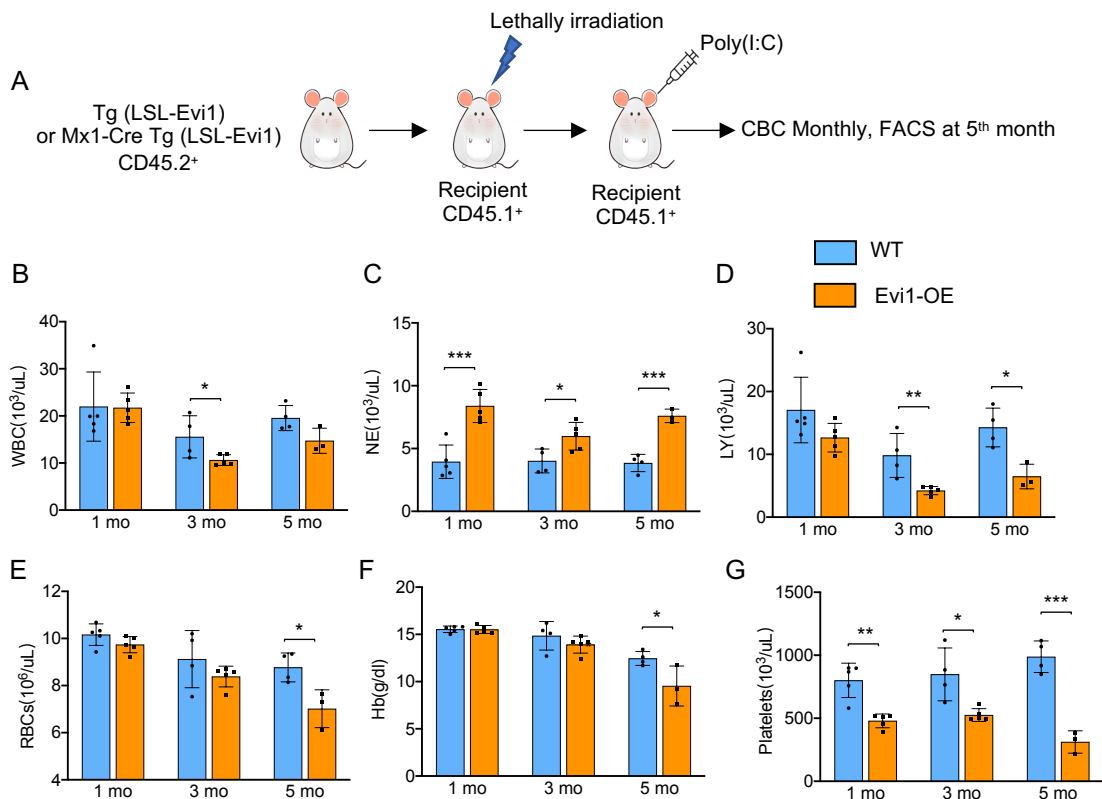 Lethally irradiation
Poly(I:C)
A
Tg (LSL-Evi1)
or Mx1-Cre Tg (LSL-Evi1)
CD45.2⁺
CBC Monthly, FACS at 5ᵗʰ month
Recipient
CD45.1⁺
Recipient
CD45.1⁺
WT
Evi1-OE
B
WBC(10³/uL)
40
30
20
10
0
*
1 mo 3 mo 5 mo
C
NE(10³/uL)
15
10
5
0
*** * ***
1 mo 3 mo 5 mo
D
LY(10³/uL)
30
20
10
0
** *
1 mo 3 mo 5 mo
E
RBCs(10⁶/uL)
12
10
8
6
4
*
1 mo 3 mo 5 mo
F
Hb(g/dl)
20
15
10
5
0
*
1 mo 3 mo 5 mo
G
Platelets(10³/uL)
1500
1000
500
0
** * ***
1 mo 3 mo 5 mo